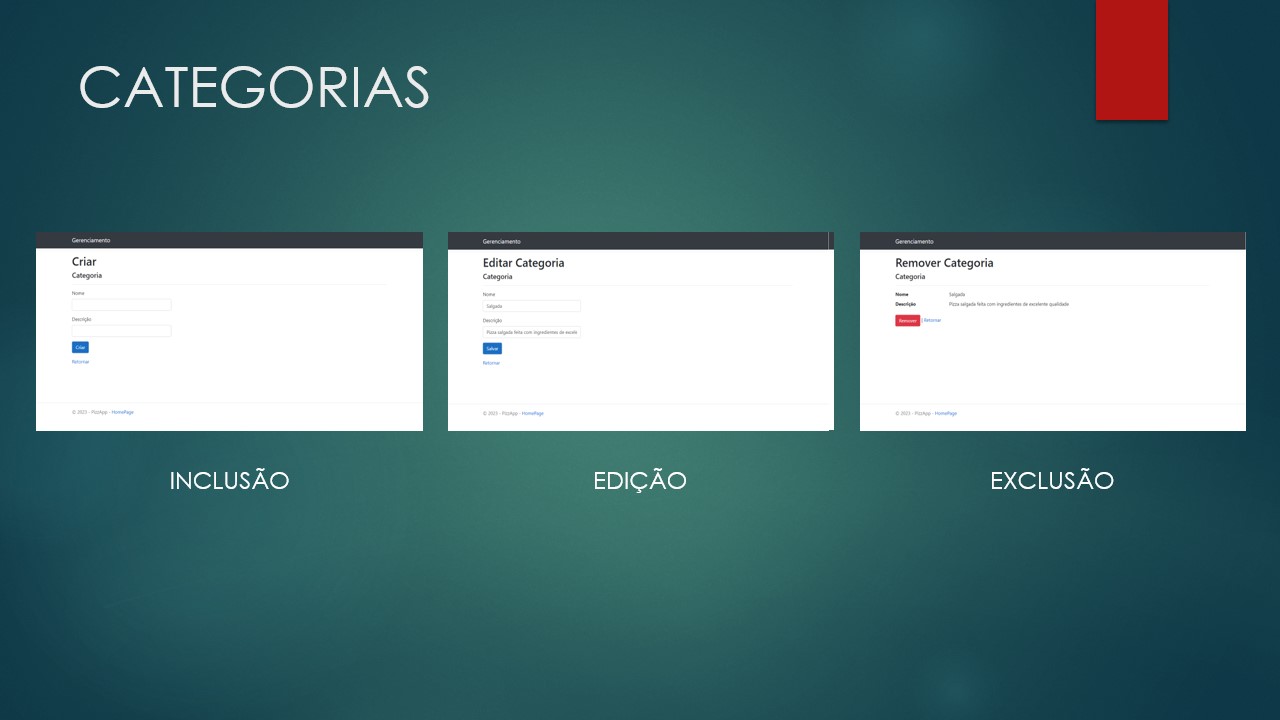 CATEGORIAS
Gerenciamento
Criar
Categoria
Nome
Descrição
Criar
Retornar
© 2023 - PizzApp - HomePage
INCLUSÃO
Gerenciamento
Editar Categoria
Categoria
Nome
Salgada
Descrição
Pizza salgada feita com ingredientes de excele
Salvar
Retornar
© 2023 - PizzApp - HomePage
EDIÇÃO
Gerenciamento
Remover Categoria
Categoria
Nome Salgada
Descrição Pizza salgada feita com ingredientes de excelente qualidade
Remover | Retornar
© 2023 - PizzApp - HomePage
EXCLUSÃO